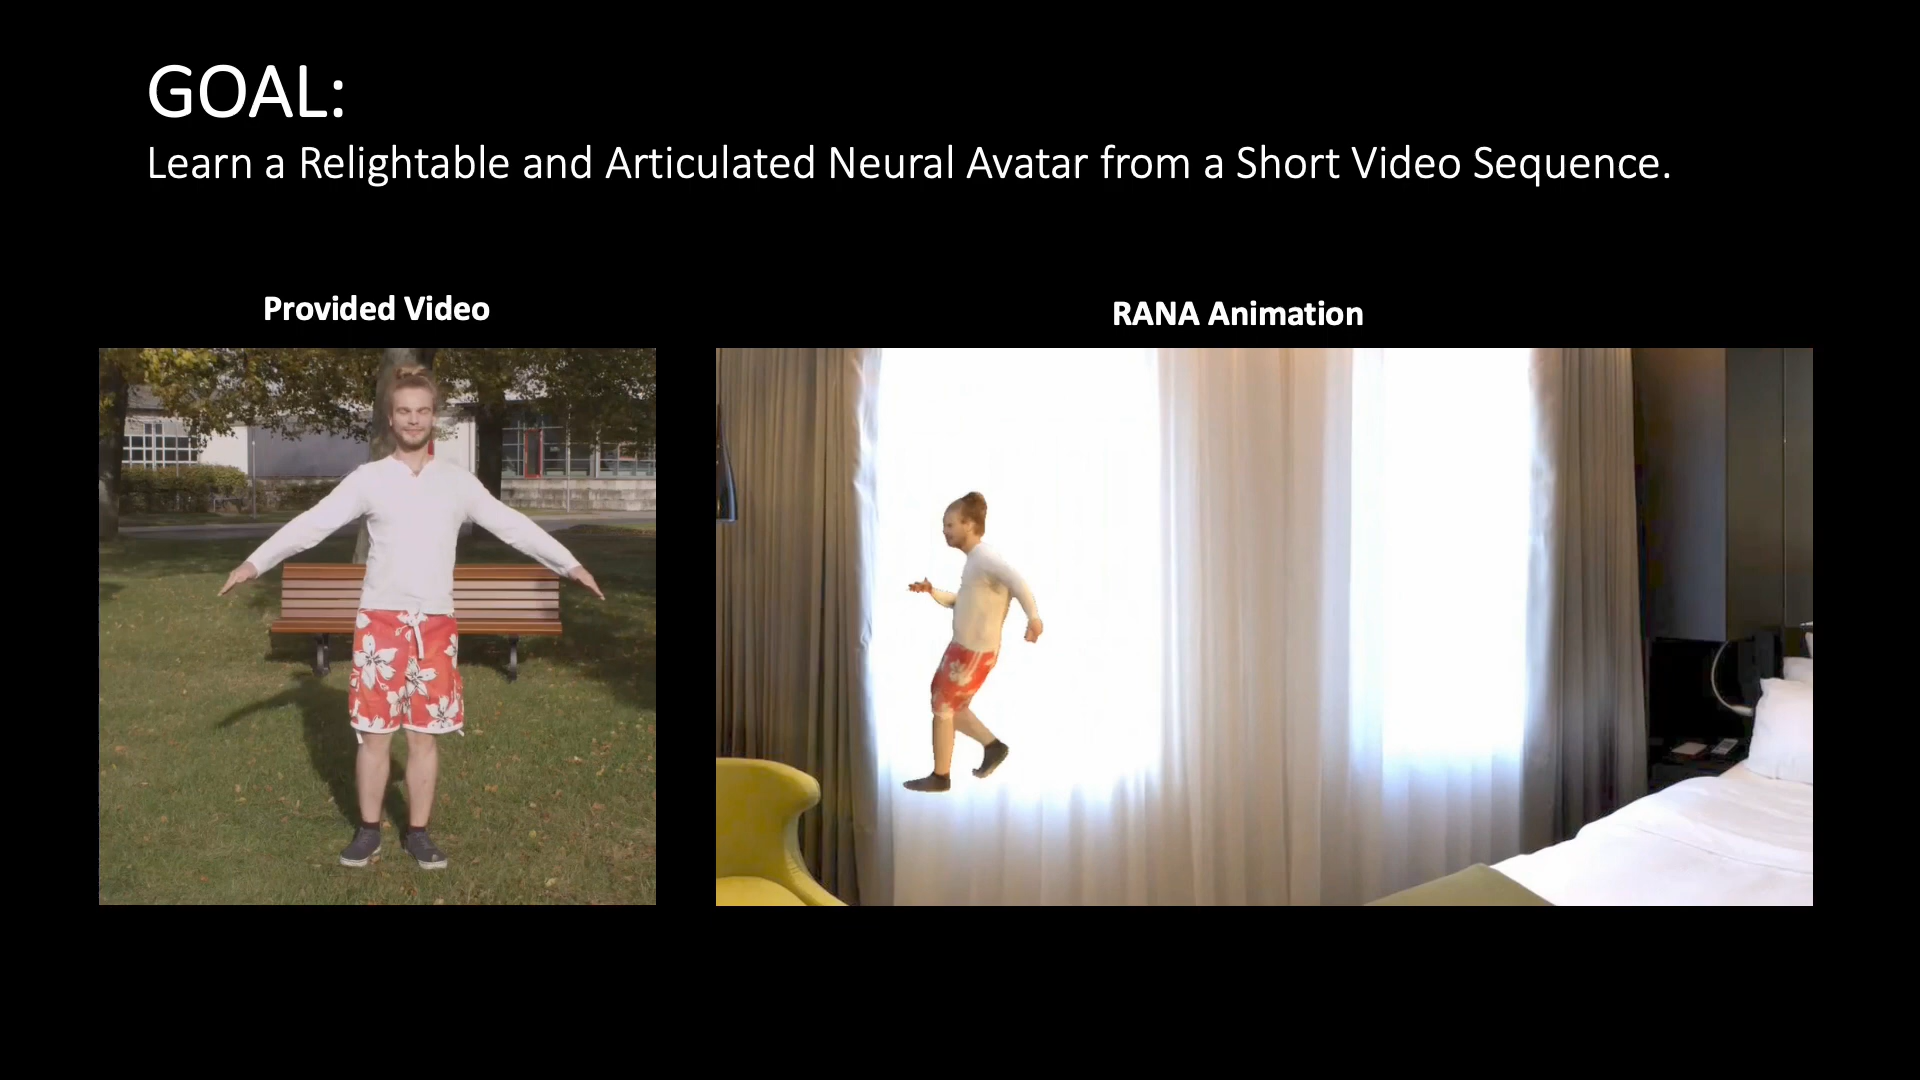 GOAL:
Learn a Relightable and Articulated Neural Avatar from a Short Video Sequence.
Provided Video
RANA Animation